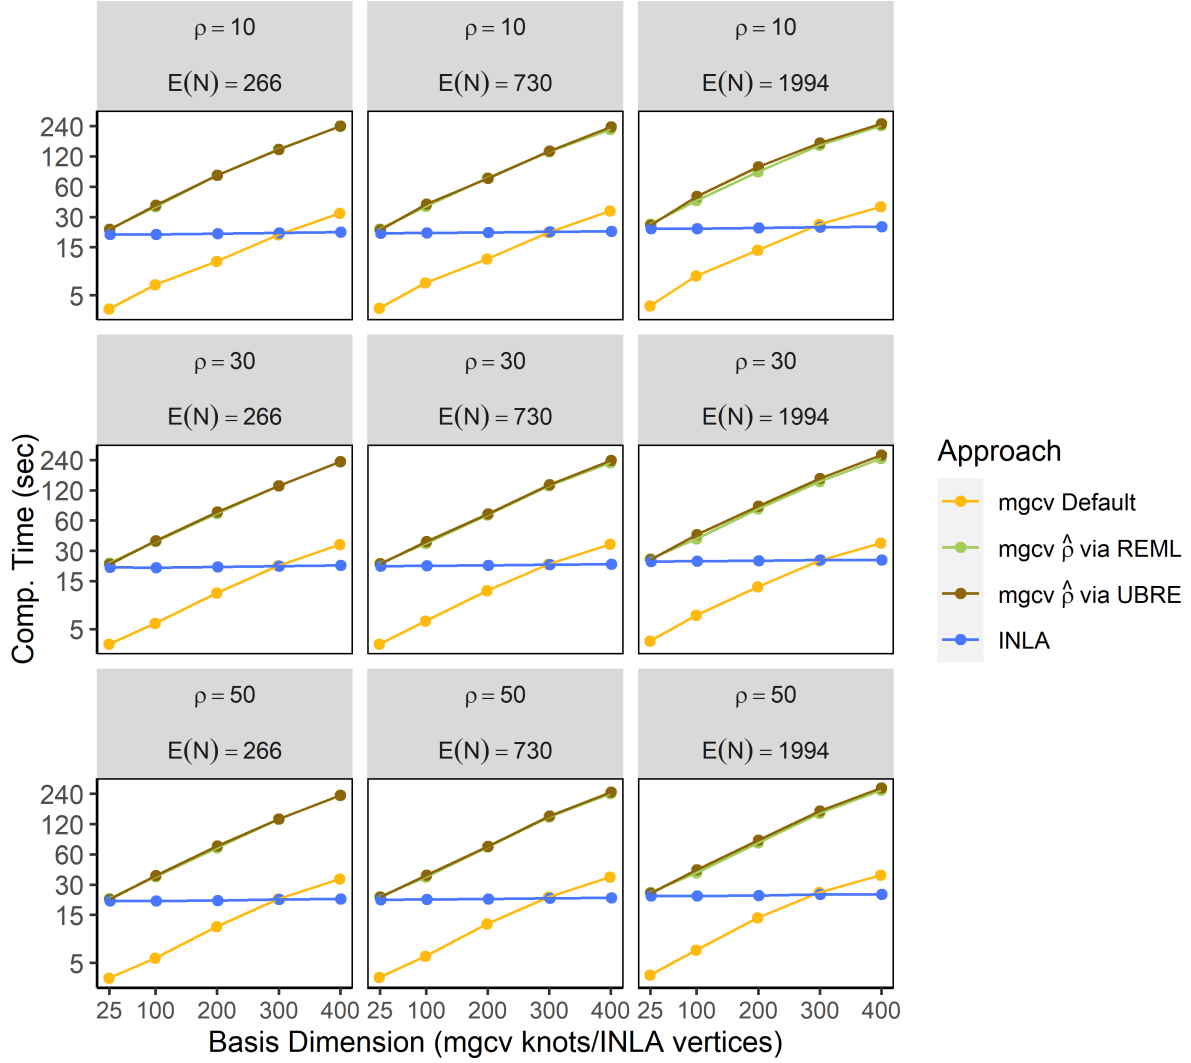 ρ = 10
E(N) = 266
ρ = 10
E(N) = 730
ρ = 10
E(N) = 1994
240
120
60
30
15
5
ρ = 30
E(N) = 266
ρ = 30
E(N) = 730
ρ = 30
E(N) = 1994
240
120
60
30
15
5
ρ = 50
E(N) = 266
ρ = 50
E(N) = 730
ρ = 50
E(N) = 1994
240
120
60
30
15
5
25 100 200 300 400
25 100 200 300 400
25 100 200 300 400
Comp. Time (sec)
Basis Dimension (mgcv knots/INLA vertices)
Approach
mgcv Default
mgcv ρ̂ via REML
mgcv ρ̂ via UBRE
INLA